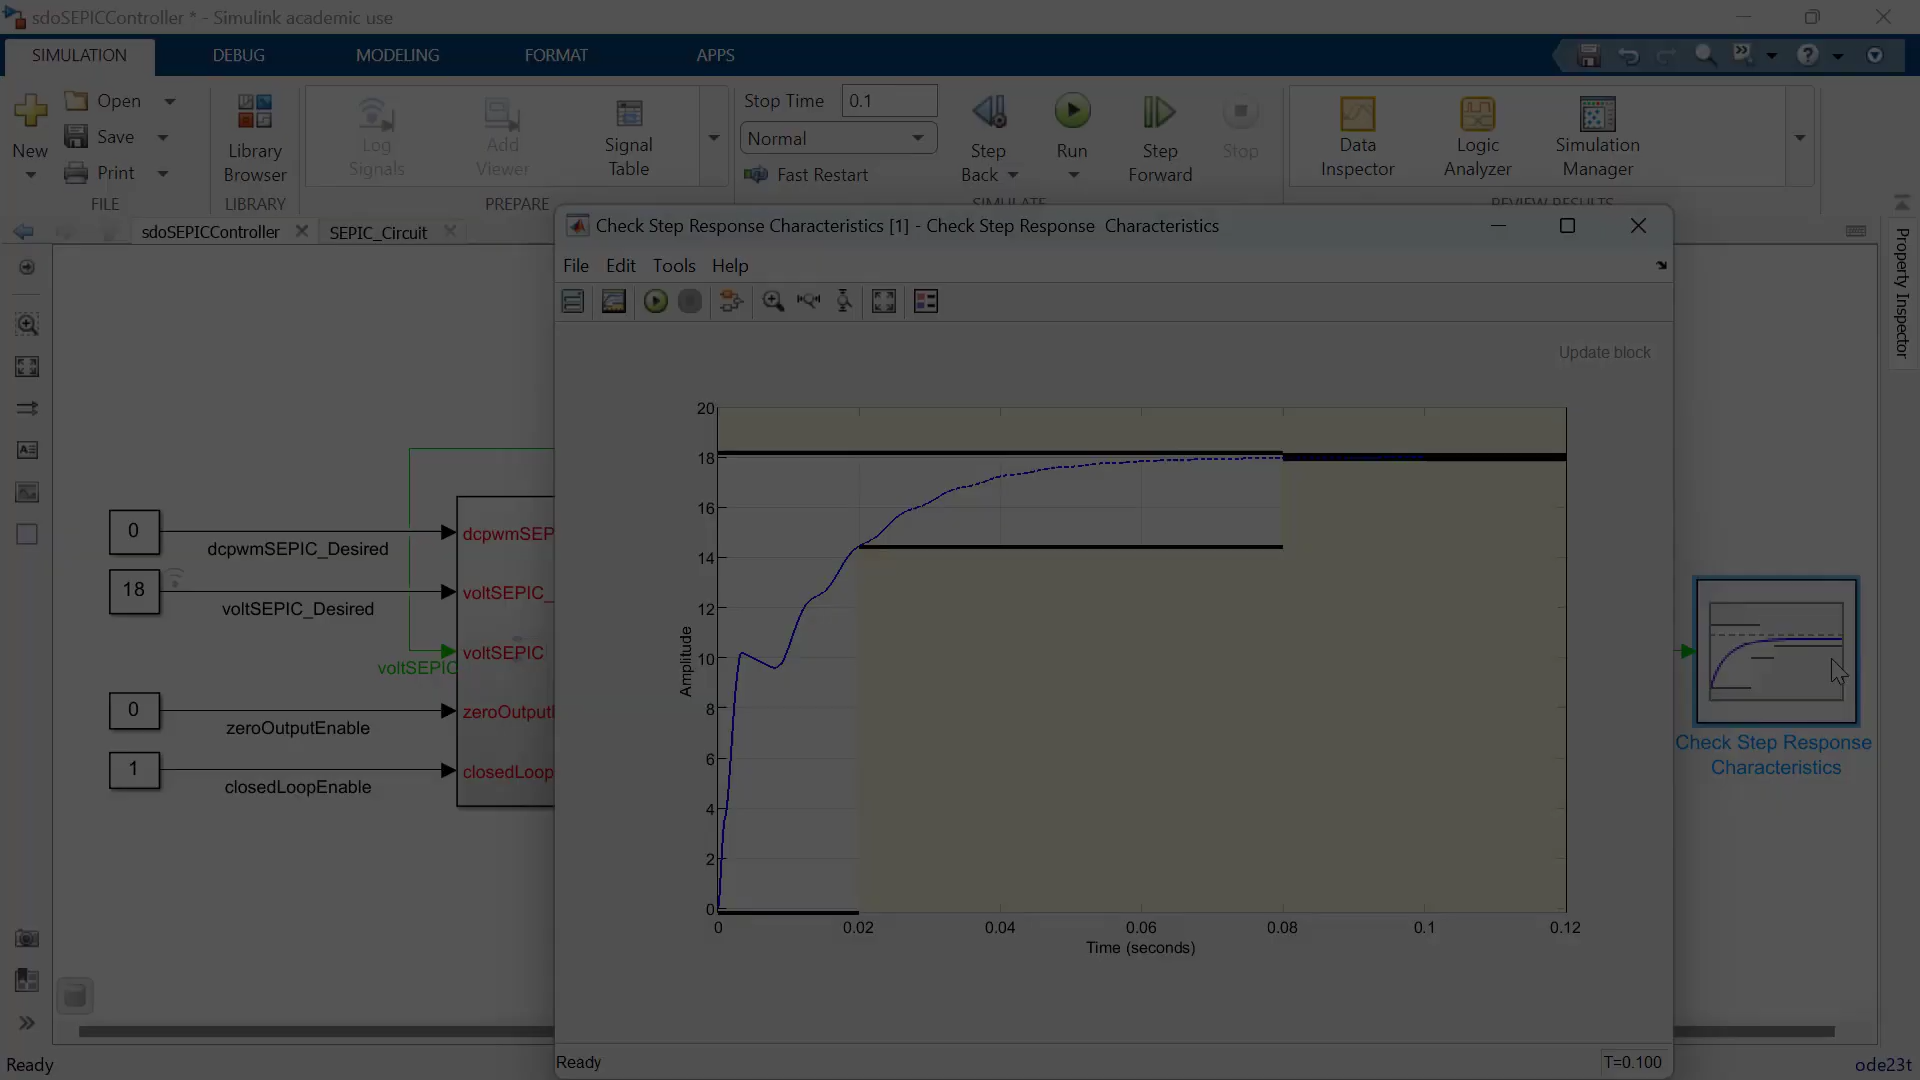 sdoSEPICController * - Simulink academic use
SIMULATION
DEBUG
MODELING
FORMAT
APPS
New
Open
Save
Print
FILE
Library
Browser
LIBRARY
Log
Signals
Add
Viewer
Signal
Table
PREPARE
Stop Time 0.1
Normal
Fast Restart
Step
Back
Run
Step
Forward
Stop
SIMULATE
Data
Inspector
Logic
Analyzer
Simulation
Manager
REVIEW RESULTS
sdoSEPICController
SEPIC_Circuit
Property Inspector
0
dcpwmSEPIC_Desired
dcpwmSEP
18
voltSEPIC_Desired
voltSEPIC_
voltSEPIC
voltSEPIC
0
zeroOutputEnable
zeroOutputE
1
closedLoopEnable
closedLoop
Check Step Response Characteristics [1] - Check Step Response Characteristics
File
Edit
Tools
Help
Update block
Amplitude
20
18
16
14
12
10
8
6
4
2
0
0
0.02
0.04
0.06
0.08
0.1
0.12
Time (seconds)
Ready
T=0.100
Check Step Response
Characteristics
Ready
ode23t